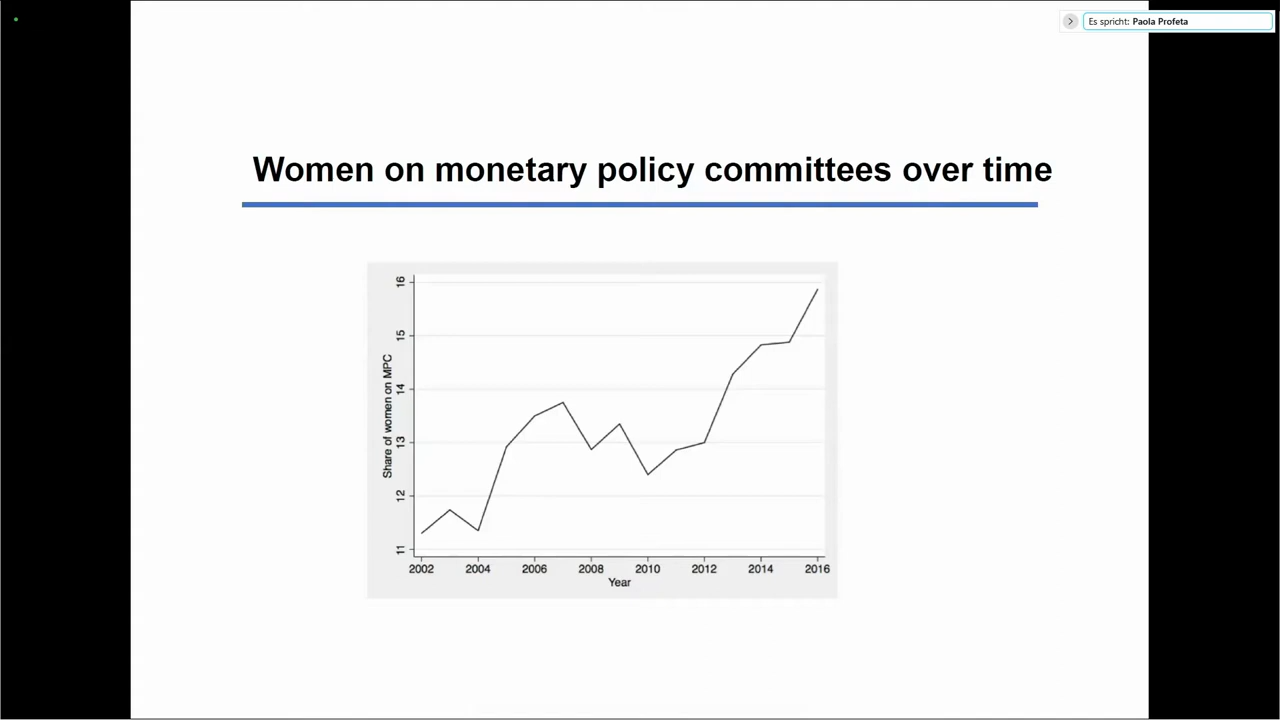 Es spricht: Paola Profeta
Women on monetary policy committees over time
Share of women on MPC
16
15
14
13
12
11
2002 2004 2006 2008 2010 2012 2014 2016
Year